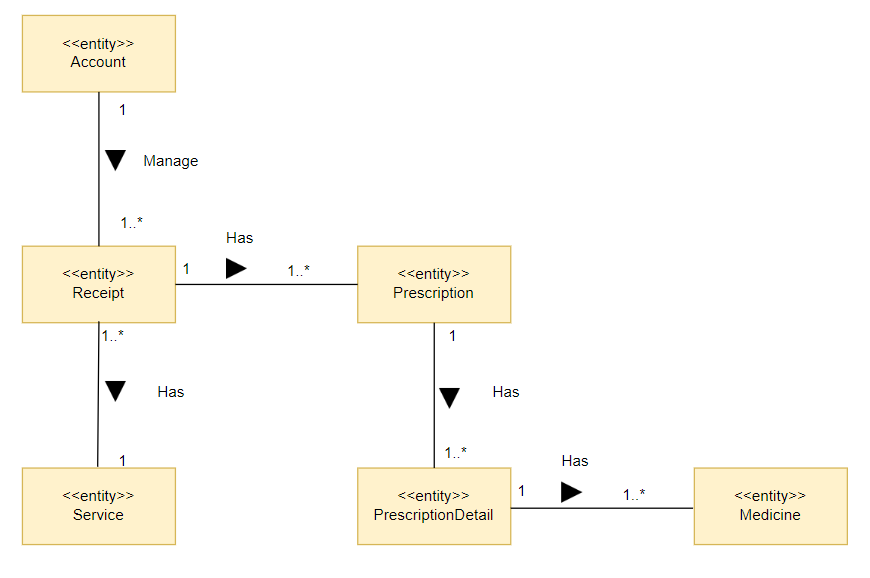 <<entity>>
Account
1
Manage
1..*
Has
<<entity>>
Receipt
1
1..*
<<entity>>
Prescription
1..*
1
Has
Has
1
1..*
Has
<<entity>>
Service
<<entity>>
PrescriptionDetail
1
1..*
<<entity>>
Medicine